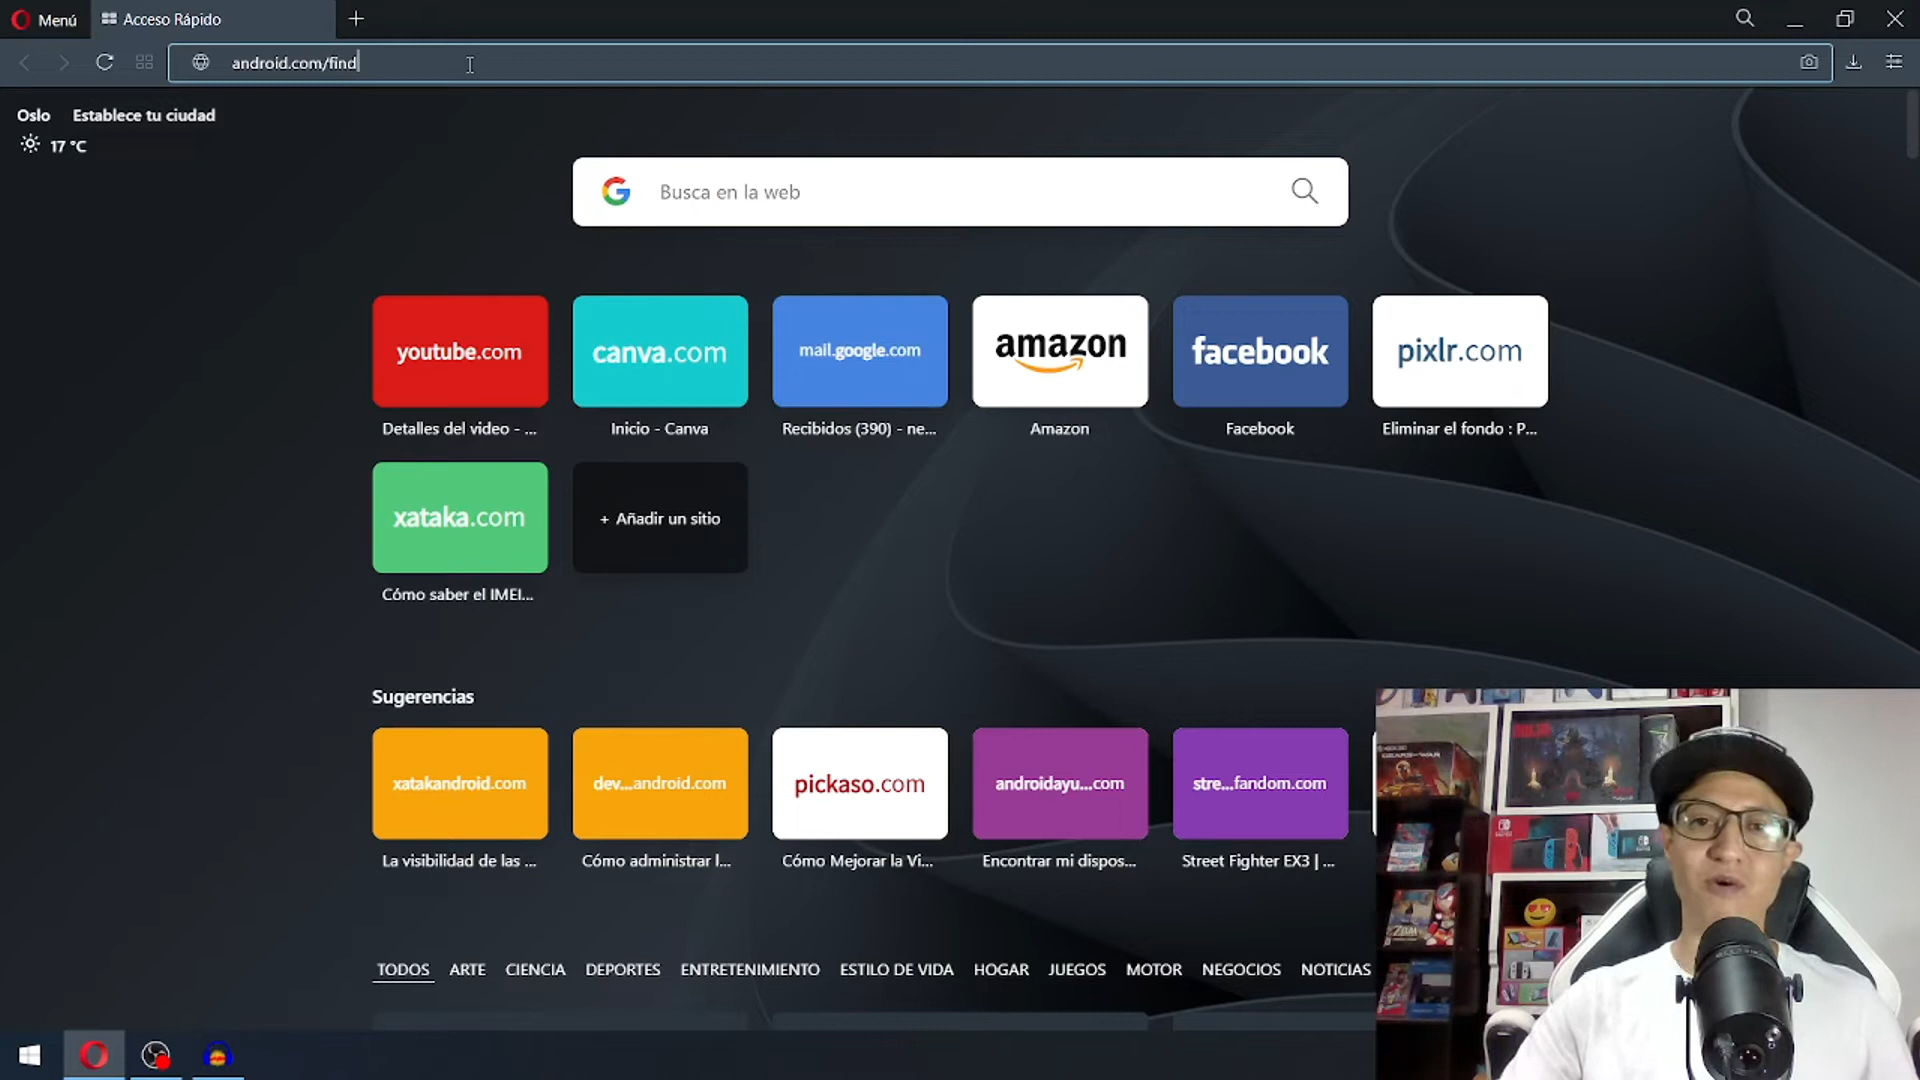 Menú
Acceso Rápido
android.com/find
Oslo Establece tu ciudad
17 °C
Busca en la web
youtube.com
canva.com
mail.google.com
amazon
facebook
pixlr.com
Detalles del video - ...
Inicio - Canva
Recibidos (390) - ne...
Amazon
Facebook
Eliminar el fondo : P...
xataka.com
+ Añadir un sitio
Cómo saber el IMEI...
Sugerencias
xatakandroid.com
dev...android.com
pickaso.com
androidayu...com
stre...fandom.com
La visibilidad de las ...
Cómo administrar l...
Cómo Mejorar la Vi...
Encontrar mi dispos...
Street Fighter EX3 | ...
TODOS ARTE CIENCIA DEPORTES ENTRETENIMIENTO ESTILO DE VIDA HOGAR JUEGOS MOTOR NEGOCIOS NOTICIAS